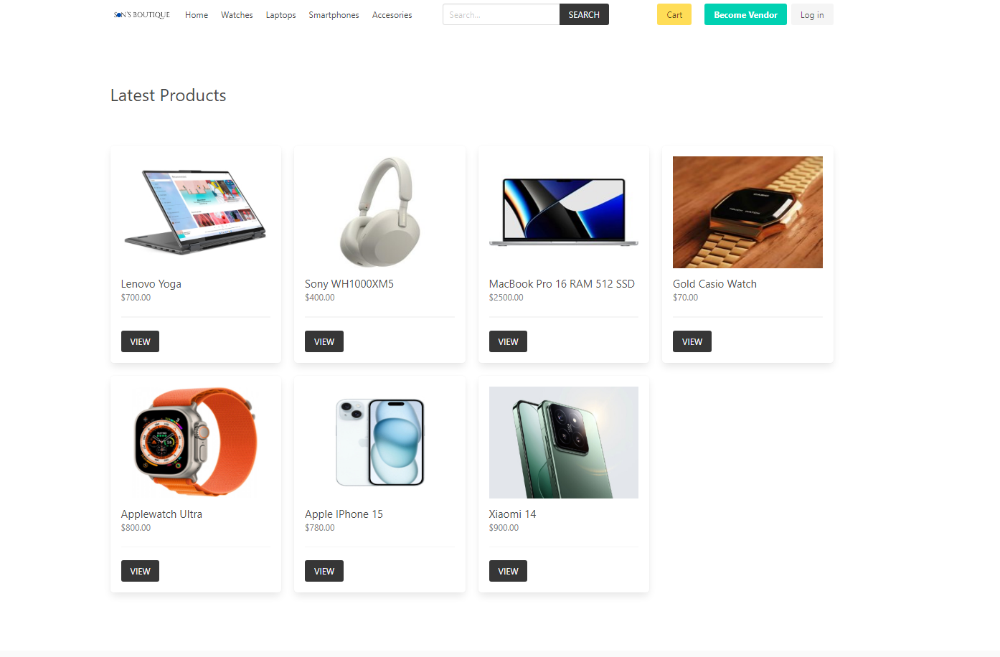 SON'S BOUTIQUE Home Watches Laptops Smartphones Accesories Search... SEARCH Cart Become Vendor Log in
Latest Products
CASIO
Lenovo Yoga
$700.00
VIEW
Sony WH1000XM5
$400.00
VIEW
MacBook Pro 16 RAM 512 SSD
$2500.00
VIEW
Gold Casio Watch
$70.00
VIEW
Applewatch Ultra
$800.00
VIEW
Apple IPhone 15
$780.00
VIEW
Xiaomi 14
$900.00
VIEW